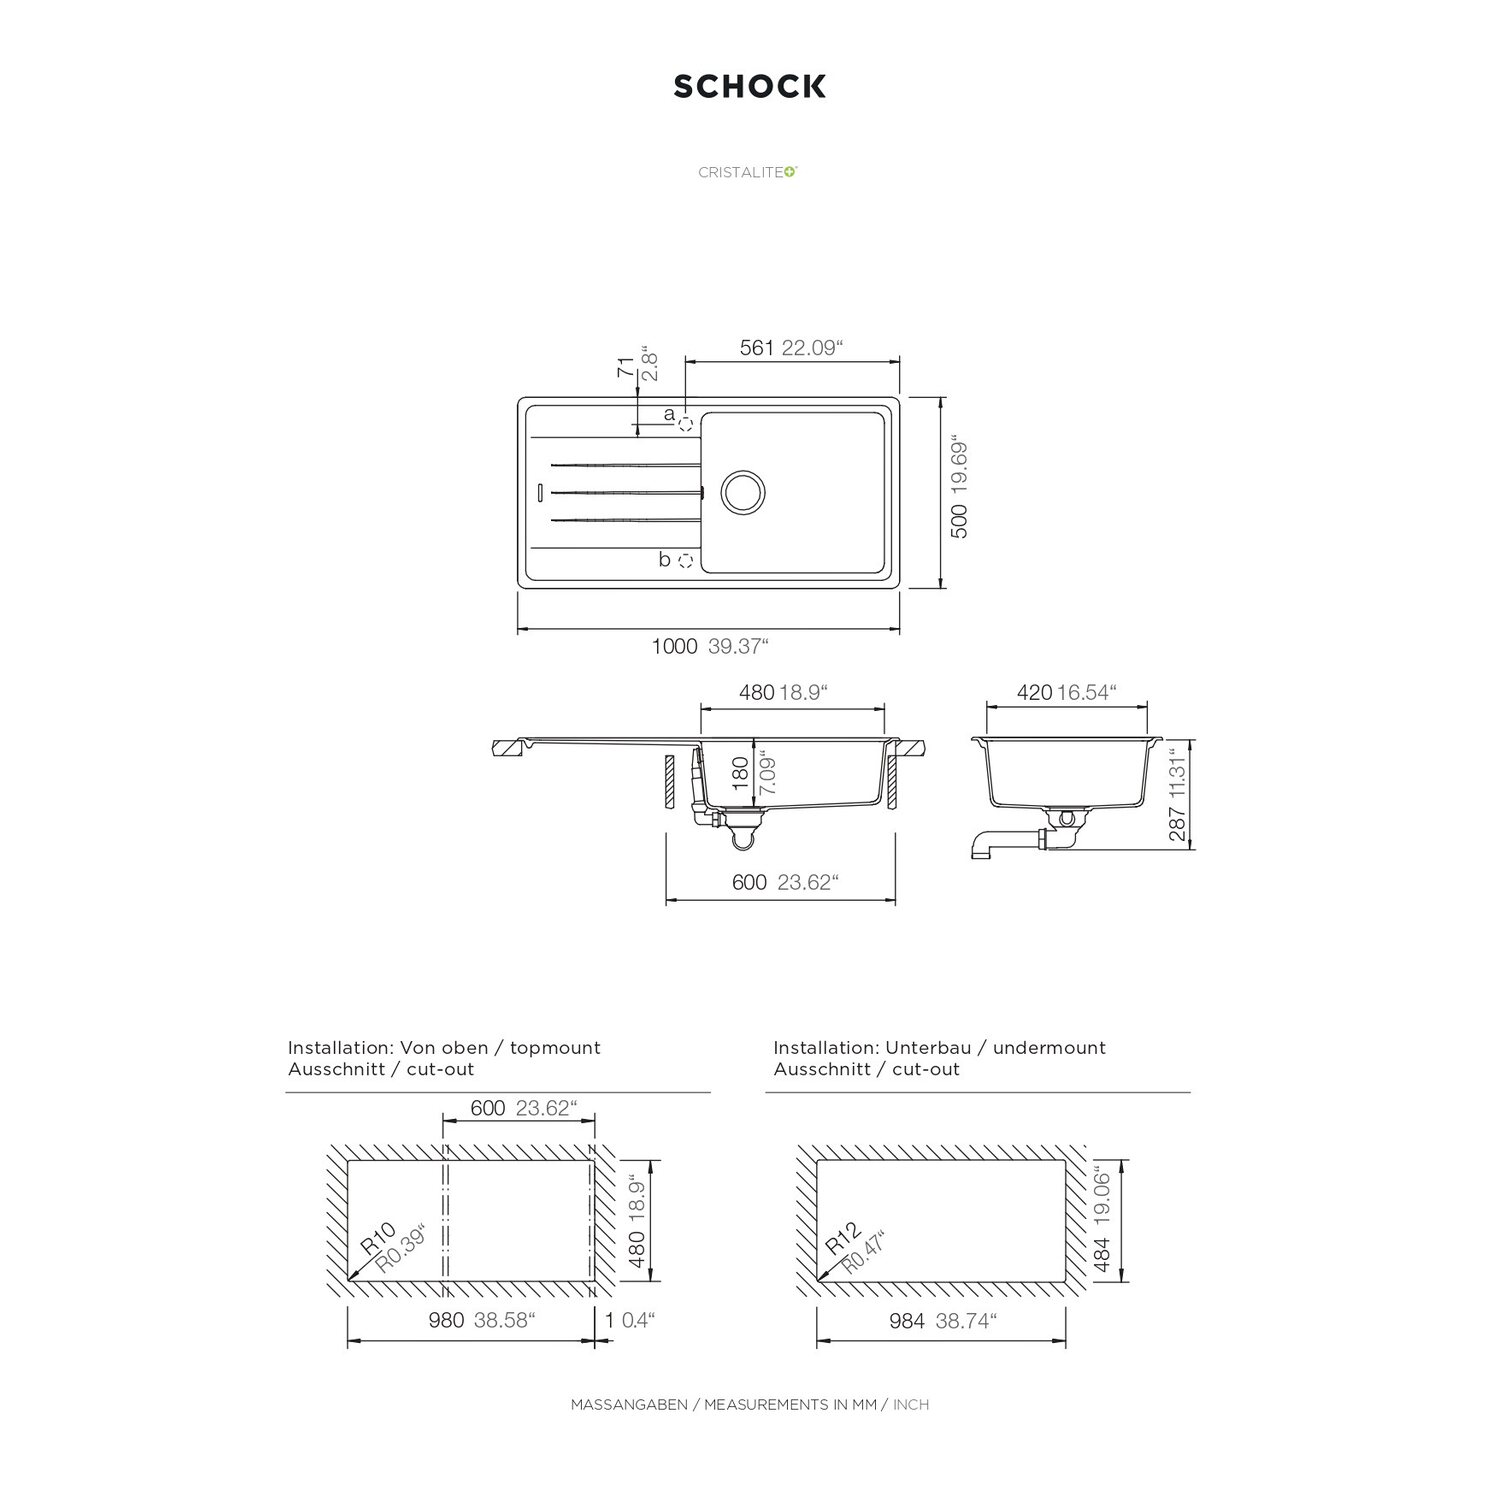 SCHOCK
CRISTALITE+
561 22.09“
71
2.8“
a
b
500 19.69“
1000 39.37“
480 18.9“
420 16.54“
180
7.09“
287 11.31“
600 23.62“
Installation: Von oben / topmount
Ausschnitt / cut-out
600 23.62“
R10
R0.39“
480 18.9“
980 38.58“
1 0.4“
Installation: Unterbau / undermount
Ausschnitt / cut-out
R12
R0.47“
484 19.06“
984 38.74“
MASSANGABEN / MEASUREMENTS IN MM / INCH